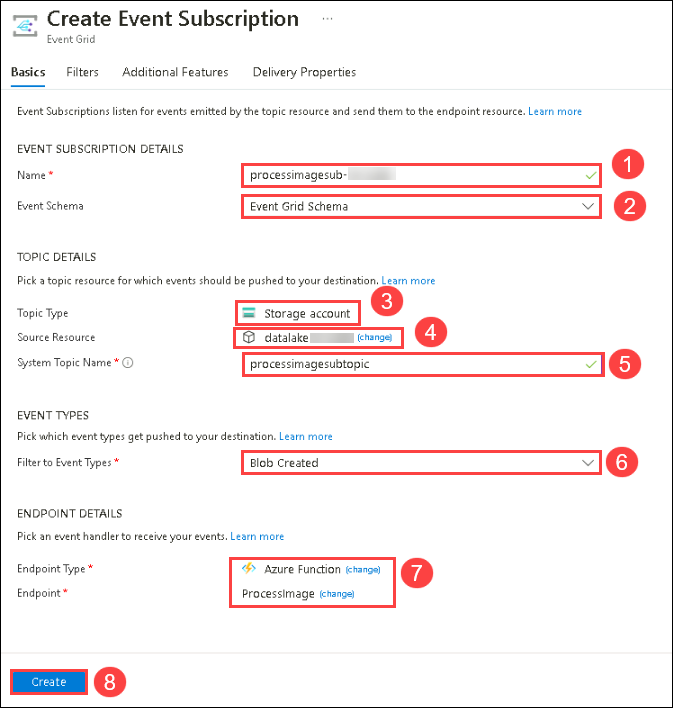 Create Event Subscription ...
Event Grid
Basics Filters Additional Features Delivery Properties
Event Subscriptions listen for events emitted by the topic resource and send them to the endpoint resource. Learn more
EVENT SUBSCRIPTION DETAILS
1
Name * processimagesub-
Event Schema Event Grid Schema 2
TOPIC DETAILS
Pick a topic resource for which events should be pushed to your destination. Learn more
Topic Type Storage account 3
Source Resource datalake (change) 4
System Topic Name * processimagesubtopic 5
EVENT TYPES
Pick which event types get pushed to your destination. Learn more
Filter to Event Types * Blob Created 6
ENDPOINT DETAILS
Pick an event handler to receive your events. Learn more
Endpoint Type * Azure Function (change) 7
Endpoint * ProcessImage (change)
Create 8